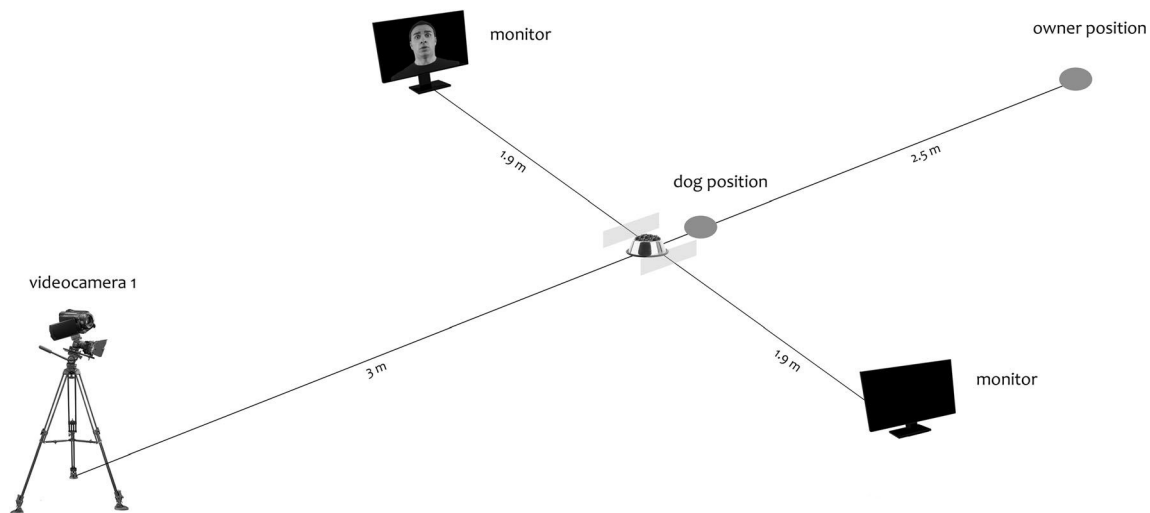 monitor
owner position
1.9 m
2.5 m
dog position
videocamera 1
3 m
1.9 m
monitor